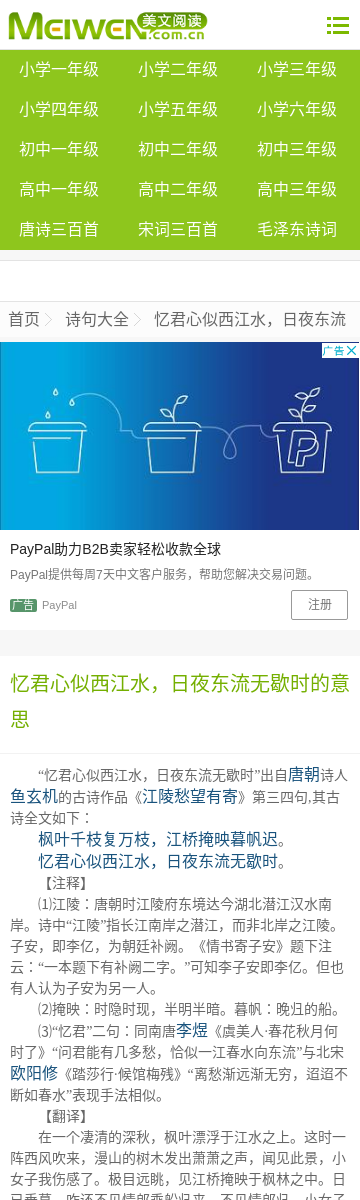 MEIWEN美文阅读
.com.cn
小学一年级 小学二年级 小学三年级
小学四年级 小学五年级 小学六年级
初中一年级 初中二年级 初中三年级
高中一年级 高中二年级 高中三年级
唐诗三百首 宋词三百首 毛泽东诗词
首页 诗句大全 忆君心似西江水，日夜东流
广告
PayPal助力B2B卖家轻松收款全球
PayPal提供每周7天中文客户服务，帮助您解决交易问题。
广告 PayPal 注册
忆君心似西江水，日夜东流无歇时的意
思
“忆君心似西江水，日夜东流无歇时”出自唐朝诗人
鱼玄机的古诗作品《江陵愁望有寄》第三四句,其古
诗全文如下：
枫叶千枝复万枝，江桥掩映暮帆迟。
忆君心似西江水，日夜东流无歇时。
【注释】
⑴江陵：唐朝时江陵府东境达今湖北潜江汉水南
岸。诗中“江陵”指长江南岸之潜江，而非北岸之江陵。
子安，即李亿，为朝廷补阙。《情书寄子安》题下注
云：“一本题下有补阙二字。”可知李子安即李亿。但也
有人认为子安为另一人。
⑵掩映：时隐时现，半明半暗。暮帆：晚归的船。
⑶“忆君”二句：同南唐李煜《虞美人·春花秋月何
时了》“问君能有几多愁，恰似一江春水向东流”与北宋
欧阳修《踏莎行·候馆梅残》“离愁渐远渐无穷，迢迢不
断如春水”表现手法相似。
【翻译】
在一个凄清的深秋，枫叶漂浮于江水之上。这时一
阵西风吹来，漫山的树木发出萧萧之声，闻见此景，小
女子我伤感了。极目远眺，见江桥掩映于枫林之中。日